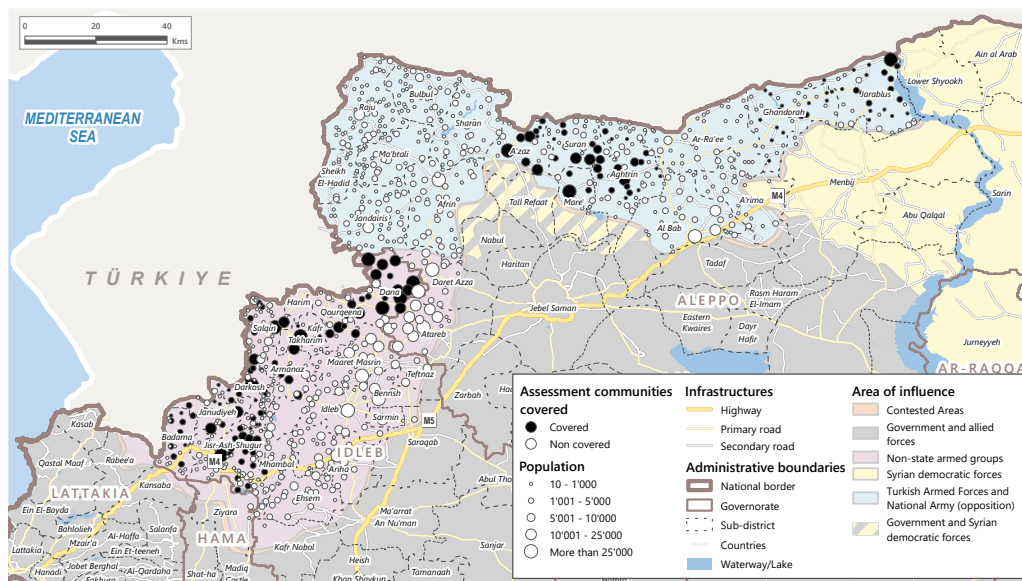 0 20 40
Kms
MEDITERRANEAN
SEA
TÜRKIYE
Ain al Arab
Lower Shyookh
Jarablus
Ghandorah
Bulbul
Raju
Sharan
Ar-Ra'ee
A'zaz
Suran
Ma'btali
Aghtrin
Sheikh
El-Hadid
Menbij
M4
Sarin
Afrin
Tall Refaat
Mare'
A'rima
Abu Qalqal
Jandairis
Al Bab
Nabul
Haritan
Tadaf
Daret Azza
Dana
Harim
Qourqeena
Rasm Haram
El-Imam
ALEPPO
Jebel Saman
Eastern
Kwaires
Dayr
Hafir
Salqin
Kafr
Takharim
Atareb
Jurneyyeh
Maaret Masrin
Armanaz
Teftnaz
AR-RAQQA
Darkosh
Bennsh
Zarbah
Janudiyeh
Idleb
Sarmin
M5
Kasab
Badama
Jisr-Ash-Shugur
Saraqab
Qastal Maaf
Rabee'a
M4
Mhambal
IDLEB
Ariha
Kansaba
LATTAKIA
Ehsem
Ziyara
Ma'arrat
An Nu'man
Ein El-Bayda
Bahlolieh
Salanfa
HAMA
Al-Haffa
Mzair'a
Ein Et-teeneh
Kafr Nobol
Sanjar
Lattakia
Jobet Berghal
Heish
Hanadi
Al-Qardaha
Shat-ha
Madiq
Castle
Tamanaah
Khan Shaykun
Assessment communities
covered
Covered
Non covered
Population
10 - 1'000
1'001 - 5'000
5'001 - 10'000
10'001 - 25'000
More than 25'000
Infrastructures
Highway
Primary road
Secondary road
Administrative boundaries
National border
Governorate
Sub-district
Countries
Waterway/Lake
Area of influence
Contested Areas
Government and allied
forces
Non-state armed groups
Syrian democratic forces
Turkish Armed Forces and
National Army (opposition)
Government and Syrian
democratic forces